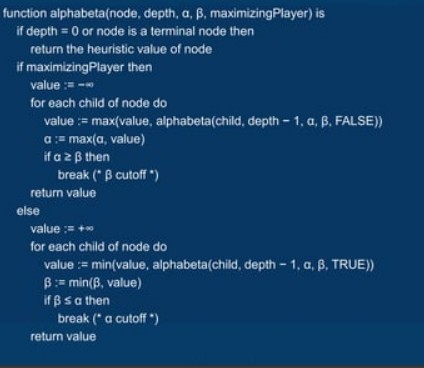 function alphabeta(node, depth, α, β, maximizingPlayer) is
if depth = 0 or node is a terminal node then
return the heuristic value of node
if maximizingPlayer then
value := −∞
for each child of node do
value := max(value, alphabeta(child, depth − 1, α, β, FALSE))
α := max(α, value)
if α ≥ β then
break (* β cutoff *)
return value
else
value := +∞
for each child of node do
value := min(value, alphabeta(child, depth − 1, α, β, TRUE))
β := min(β, value)
if β ≤ α then
break (* α cutoff *)
return value